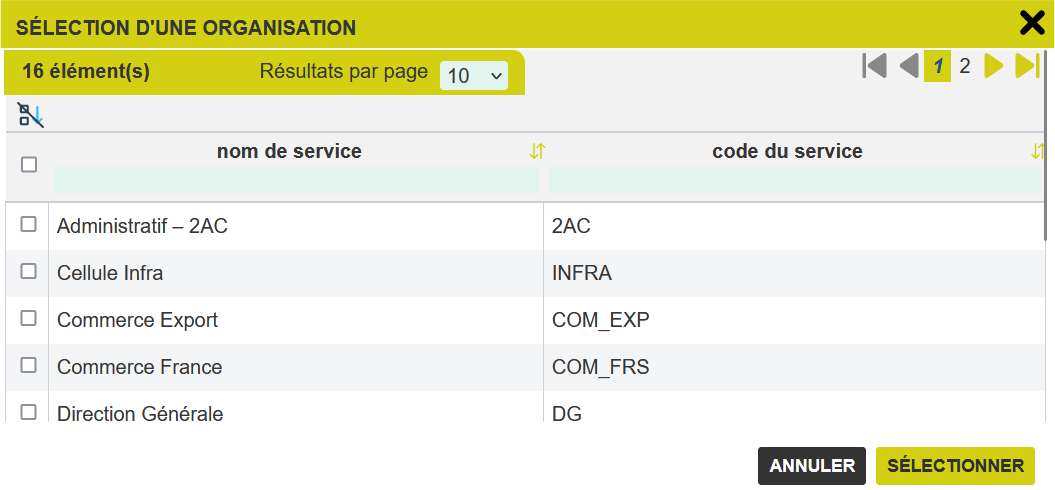 SÉLECTION D'UNE ORGANISATION
16 élément(s) Résultats par page 10 1 2
nom de service code du service
Administratif – 2AC 2AC
Cellule Infra INFRA
Commerce Export COM_EXP
Commerce France COM_FRS
Direction Générale DG
ANNULER SÉLECTIONNER